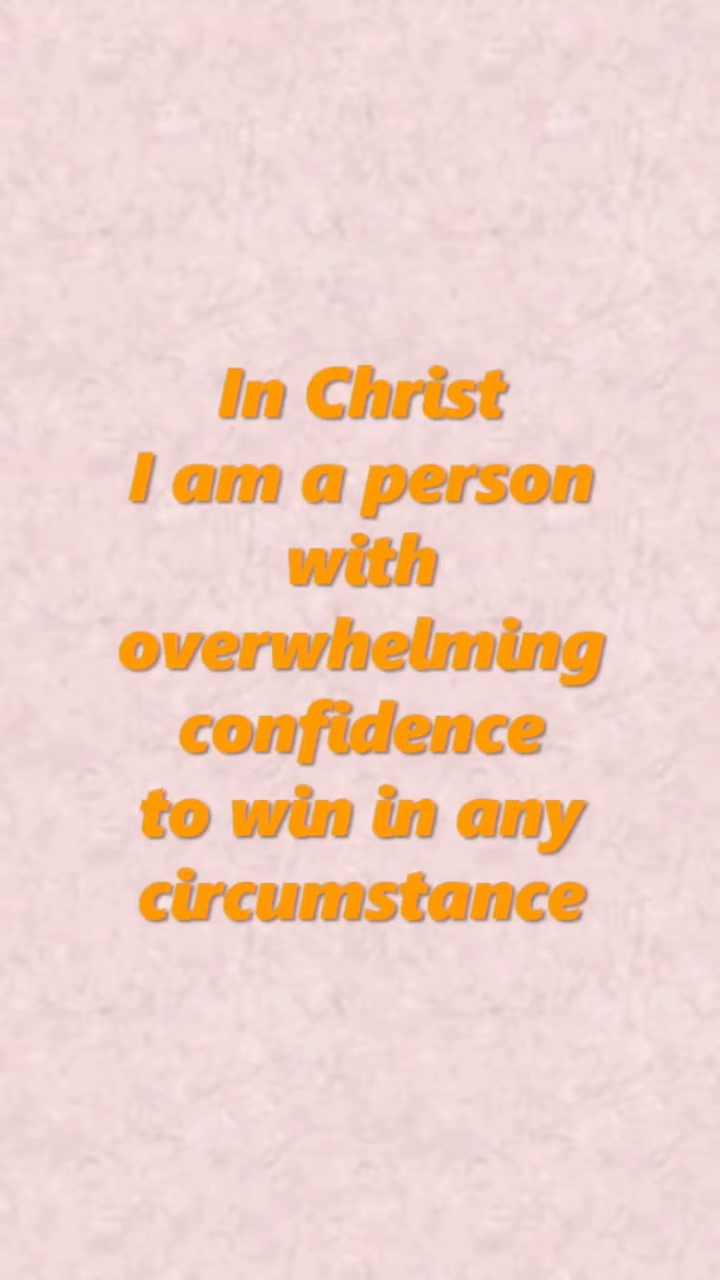 In Christ
I am a person
with
overwhelming
confidence
to win in any
circumstance